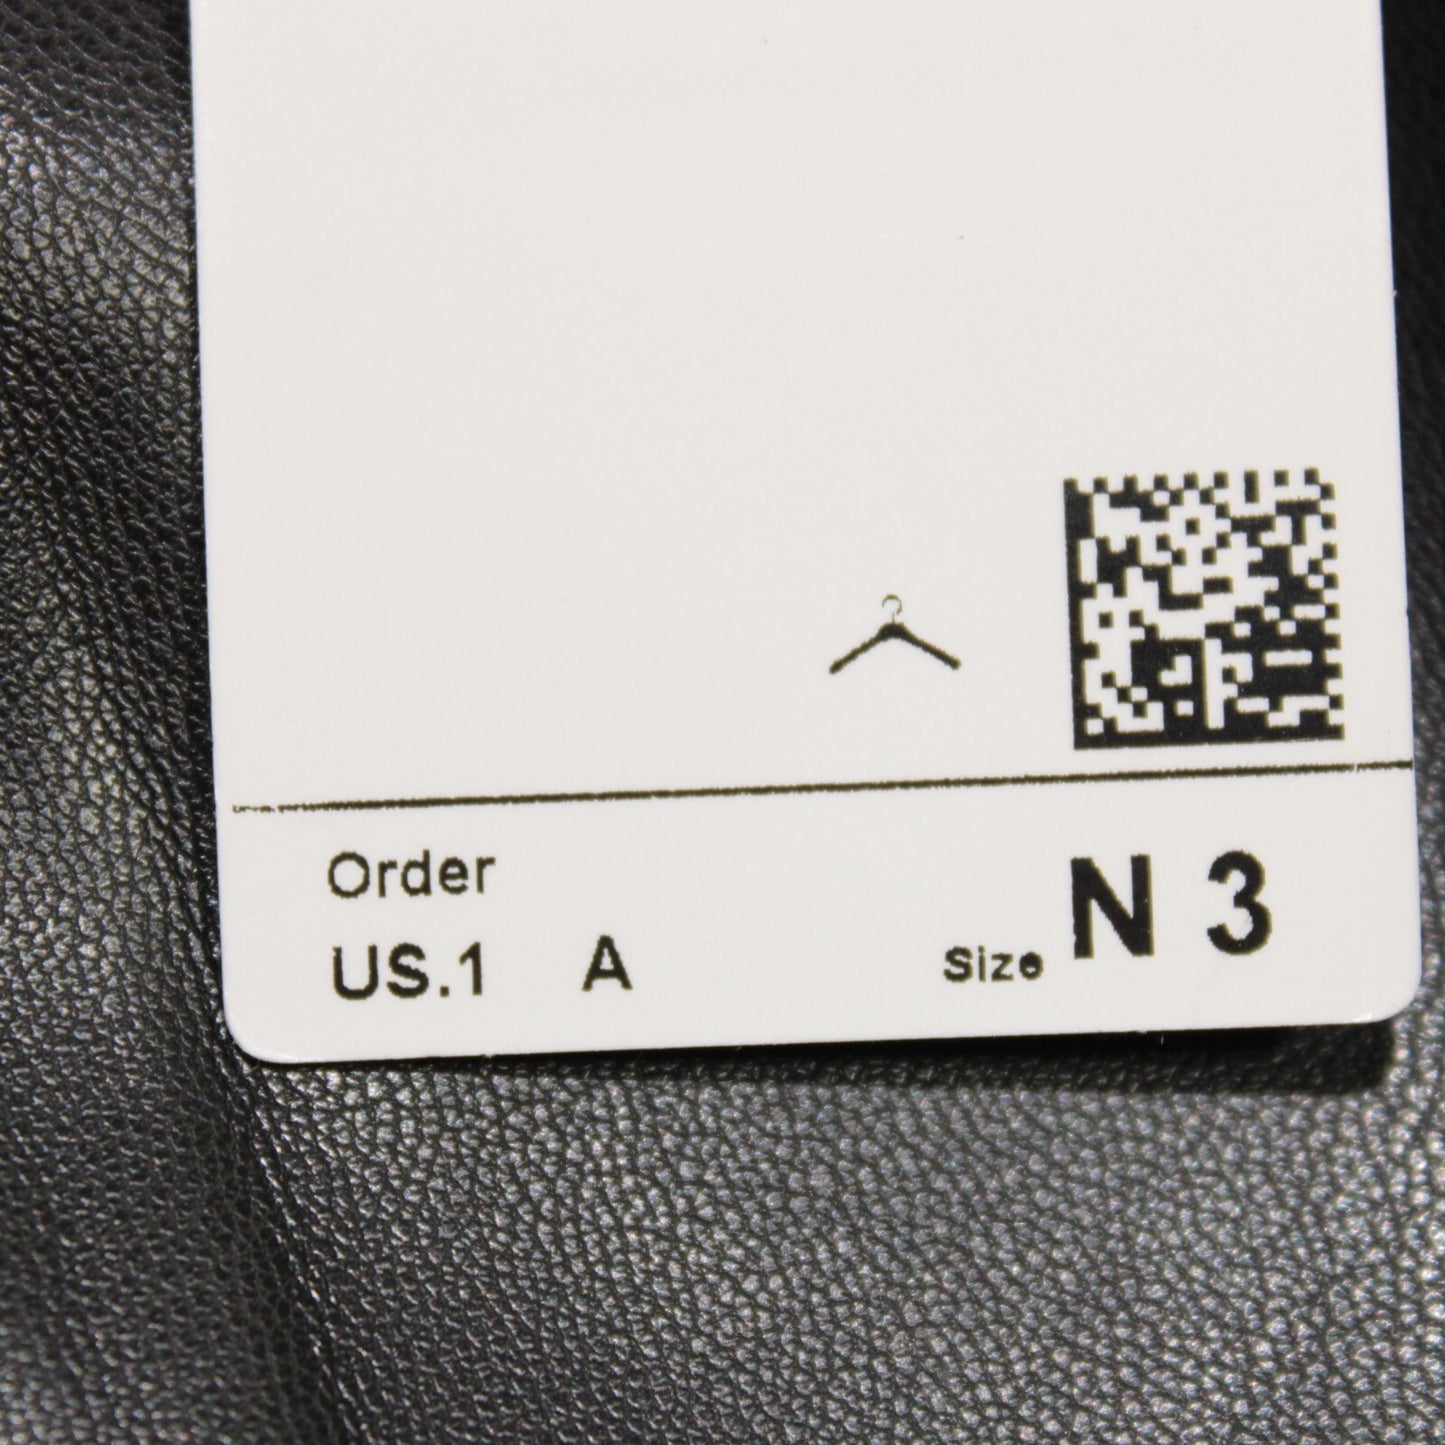 Order
US.1 A
Size N 3